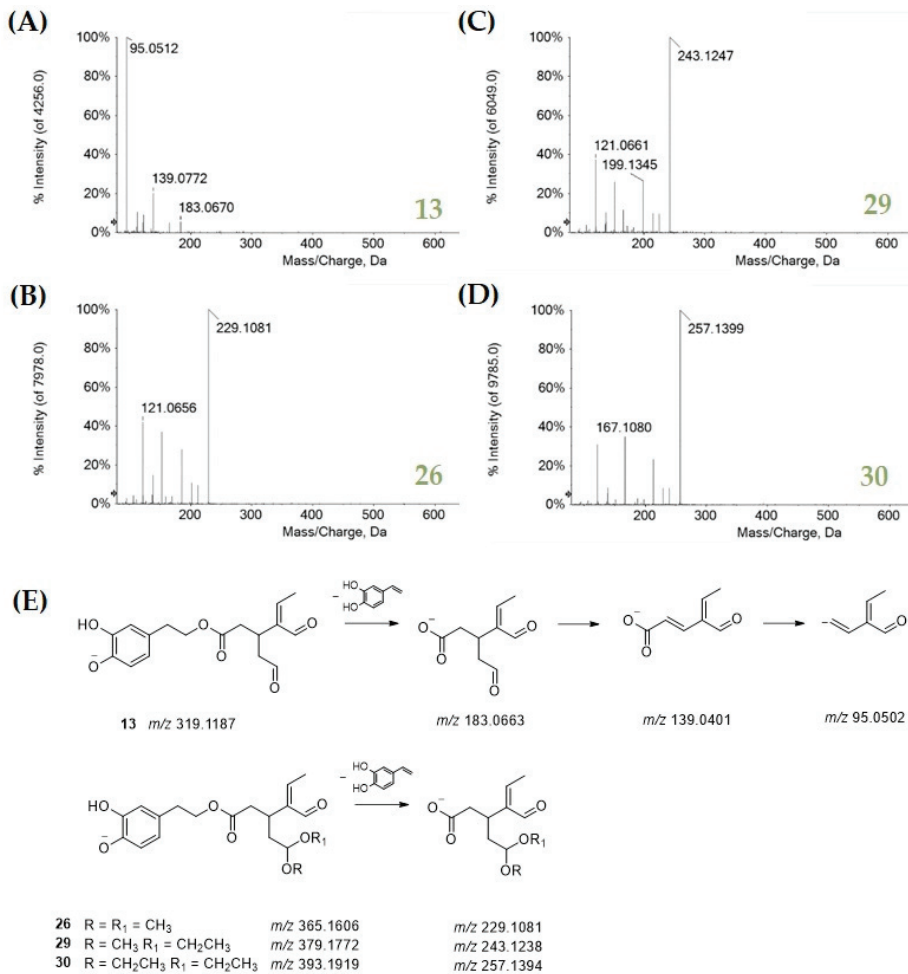 (A)
% Intensity (of 4256.0)
100%
80%
60%
40%
20%
0%
95.0512
139.0772
183.0670
13
200 300 400 500 600
Mass/Charge, Da
(C)
% Intensity (of 6049.0)
100%
80%
60%
40%
20%
0%
243.1247
121.0661
199.1345
29
200 300 400 500 600
Mass/Charge, Da
(B)
% Intensity (of 7978.0)
100%
80%
60%
40%
20%
0%
229.1081
121.0656
26
200 300 400 500 600
Mass/Charge, Da
(D)
% Intensity (of 9785.0)
100%
80%
60%
40%
20%
0%
257.1399
167.1080
30
200 300 400 500 600
Mass/Charge, Da
(E)
HO
⁻O
O
O
O
O
− HO
HO
⁻O
O
O
O
⁻O
O
O
−
O
13 m/z 319.1187
m/z 183.0663
m/z 139.0401
m/z 95.0502
HO
⁻O
O
O
O
OR₁
OR
− HO
HO
⁻O
O
O
OR₁
OR
26 R = R₁ = CH₃ m/z 365.1606 m/z 229.1081
29 R = CH₃ R₁ = CH₂CH₃ m/z 379.1772 m/z 243.1238
30 R = CH₂CH₃ R₁ = CH₂CH₃ m/z 393.1919 m/z 257.1394